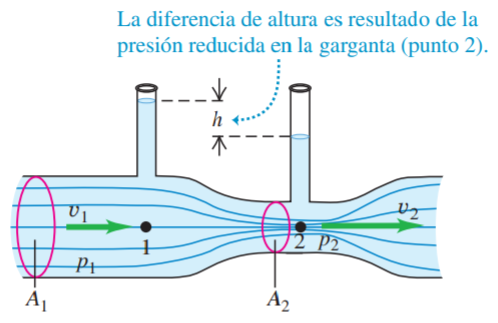 La diferencia de altura es resultado de la
presión reducida en la garganta (punto 2).
h
v₁
v₂
1
2 p₂
p₁
A₁
A₂